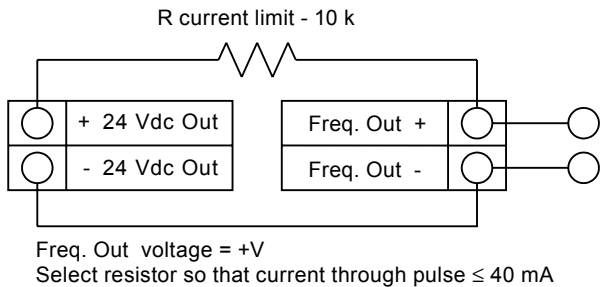 R current limit - 10 k
+ 24 Vdc Out
Freq. Out +
- 24 Vdc Out
Freq. Out -
Freq. Out voltage = +V
Select resistor so that current through pulse ≤ 40 mA